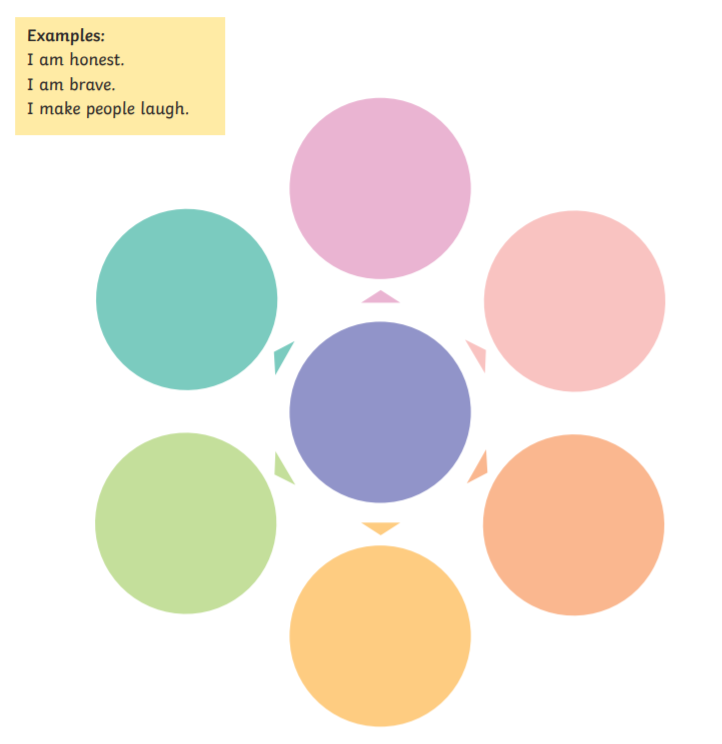 Examples:
I am honest.
I am brave.
I make people laugh.